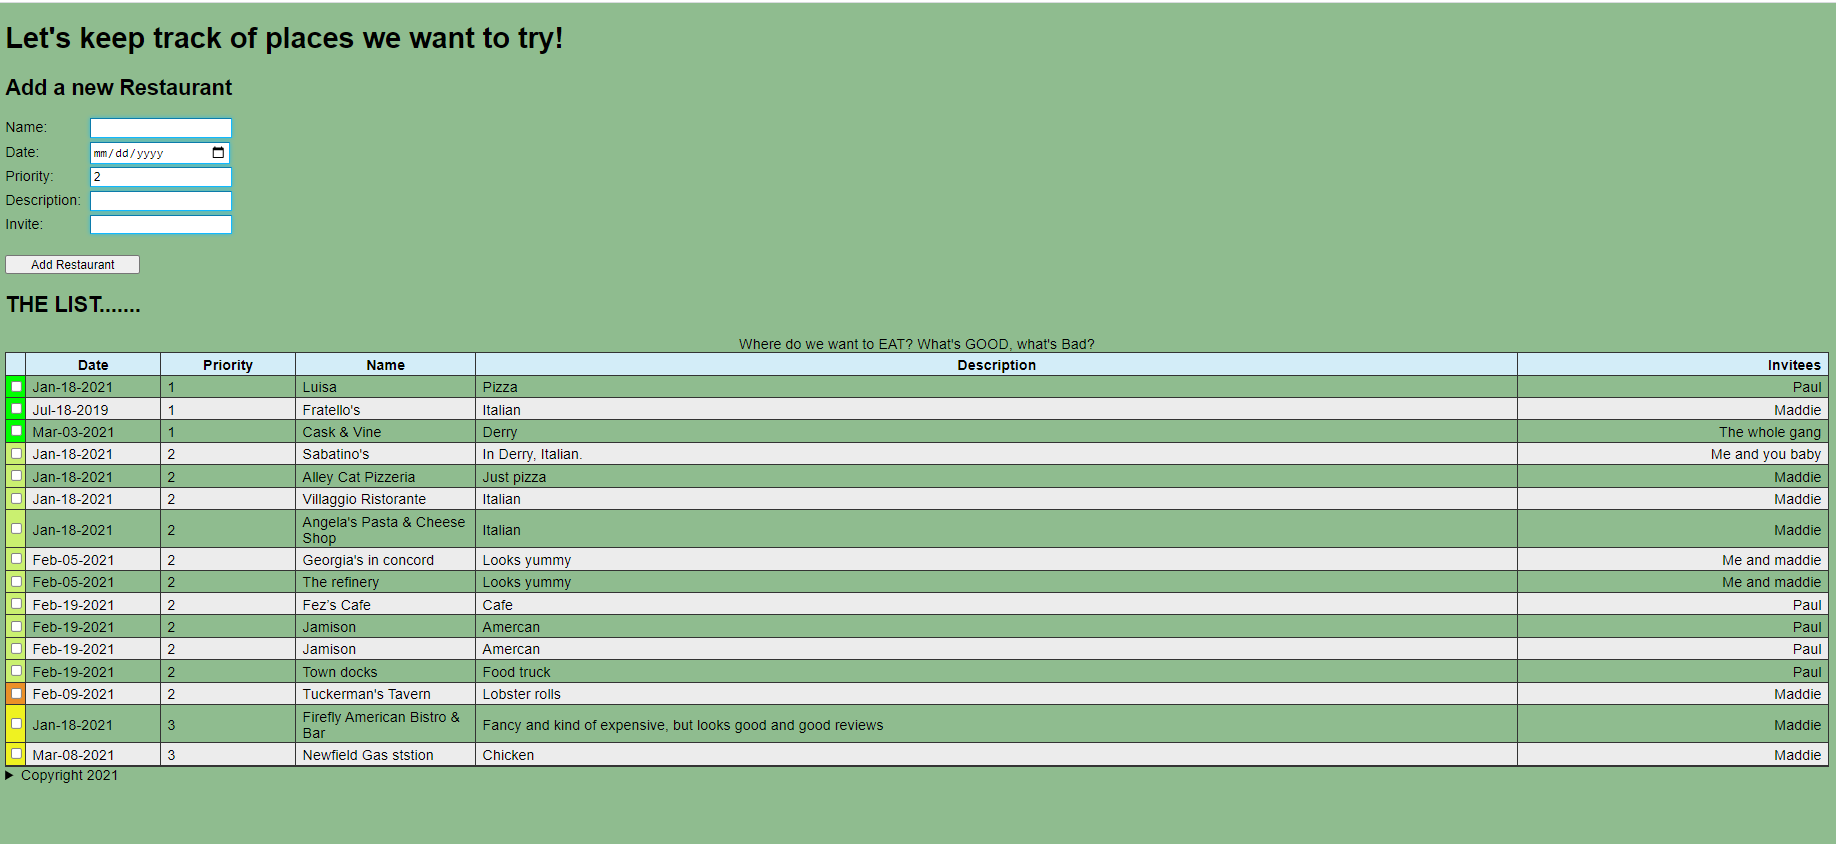 Let's keep track of places we want to try!
Add a new Restaurant
Name:
Date: mm/dd/yyyy
Priority: 2
Description:
Invite:
Add Restaurant
THE LIST.......
Where do we want to EAT? What's GOOD, what's Bad?
Date Priority Name Description Invitees
Jan-18-2021 1 Luisa Pizza Paul
Jul-18-2019 1 Fratello's Italian Maddie
Mar-03-2021 1 Cask & Vine Derry The whole gang
Jan-18-2021 2 Sabatino's In Derry, Italian. Me and you baby
Jan-18-2021 2 Alley Cat Pizzeria Just pizza Maddie
Jan-18-2021 2 Villaggio Ristorante Italian Maddie
Jan-18-2021 2 Angela's Pasta & Cheese Shop Italian Maddie
Feb-05-2021 2 Georgia's in concord Looks yummy Me and maddie
Feb-05-2021 2 The refinery Looks yummy Me and maddie
Feb-19-2021 2 Fez's Cafe Cafe Paul
Feb-19-2021 2 Jamison Amercan Paul
Feb-19-2021 2 Jamison Amercan Paul
Feb-19-2021 2 Town docks Food truck Paul
Feb-09-2021 2 Tuckerman's Tavern Lobster rolls Maddie
Jan-18-2021 3 Firefly American Bistro & Bar Fancy and kind of expensive, but looks good and good reviews Maddie
Mar-08-2021 3 Newfield Gas ststion Chicken Maddie
Copyright 2021